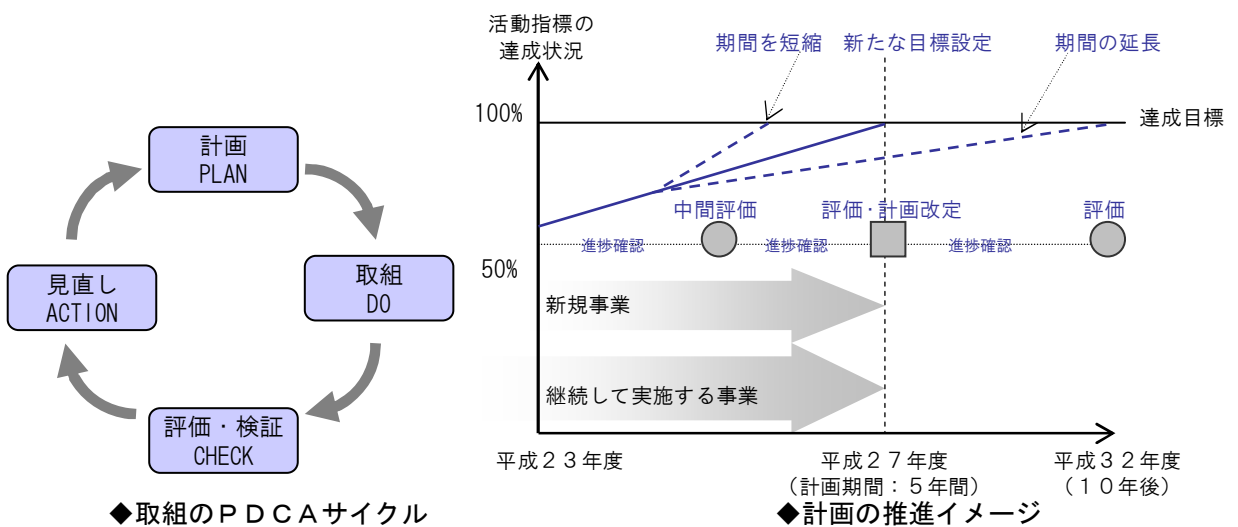 計画
PLAN
取組
DO
評価・検証
CHECK
見直し
ACTION
◆取組のＰＤＣＡサイクル
活動指標の
達成状況
期間を短縮
新たな目標設定
期間の延長
100%
達成目標
中間評価
評価・計画改定
評価
進捗確認
進捗確認
進捗確認
50%
新規事業
継続して実施する事業
平成２３年度
平成２７年度
（計画期間：５年間）
平成３２年度
（１０年後）
◆計画の推進イメージ